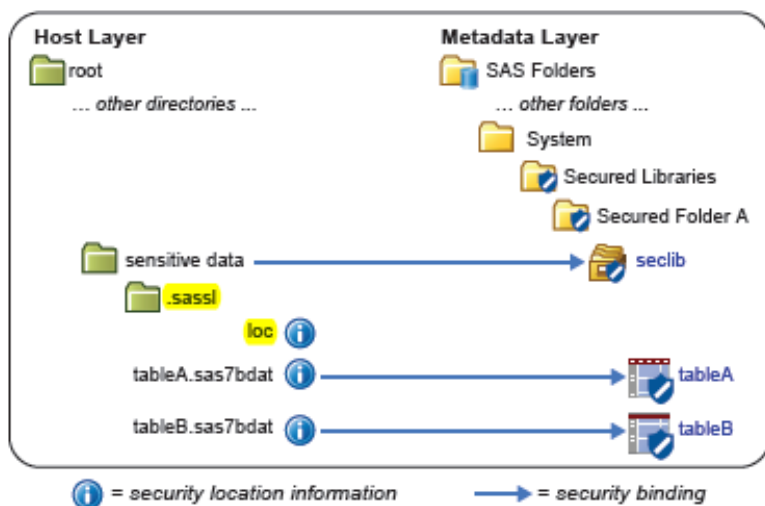 Host Layer
Metadata Layer
root
SAS Folders
... other directories ...
... other folders ...
System
Secured Libraries
Secured Folder A
sensitive data
seclib
.sassl
loc
tableA.sas7bdat
tableA
tableB.sas7bdat
tableB
i = security location information
= security binding